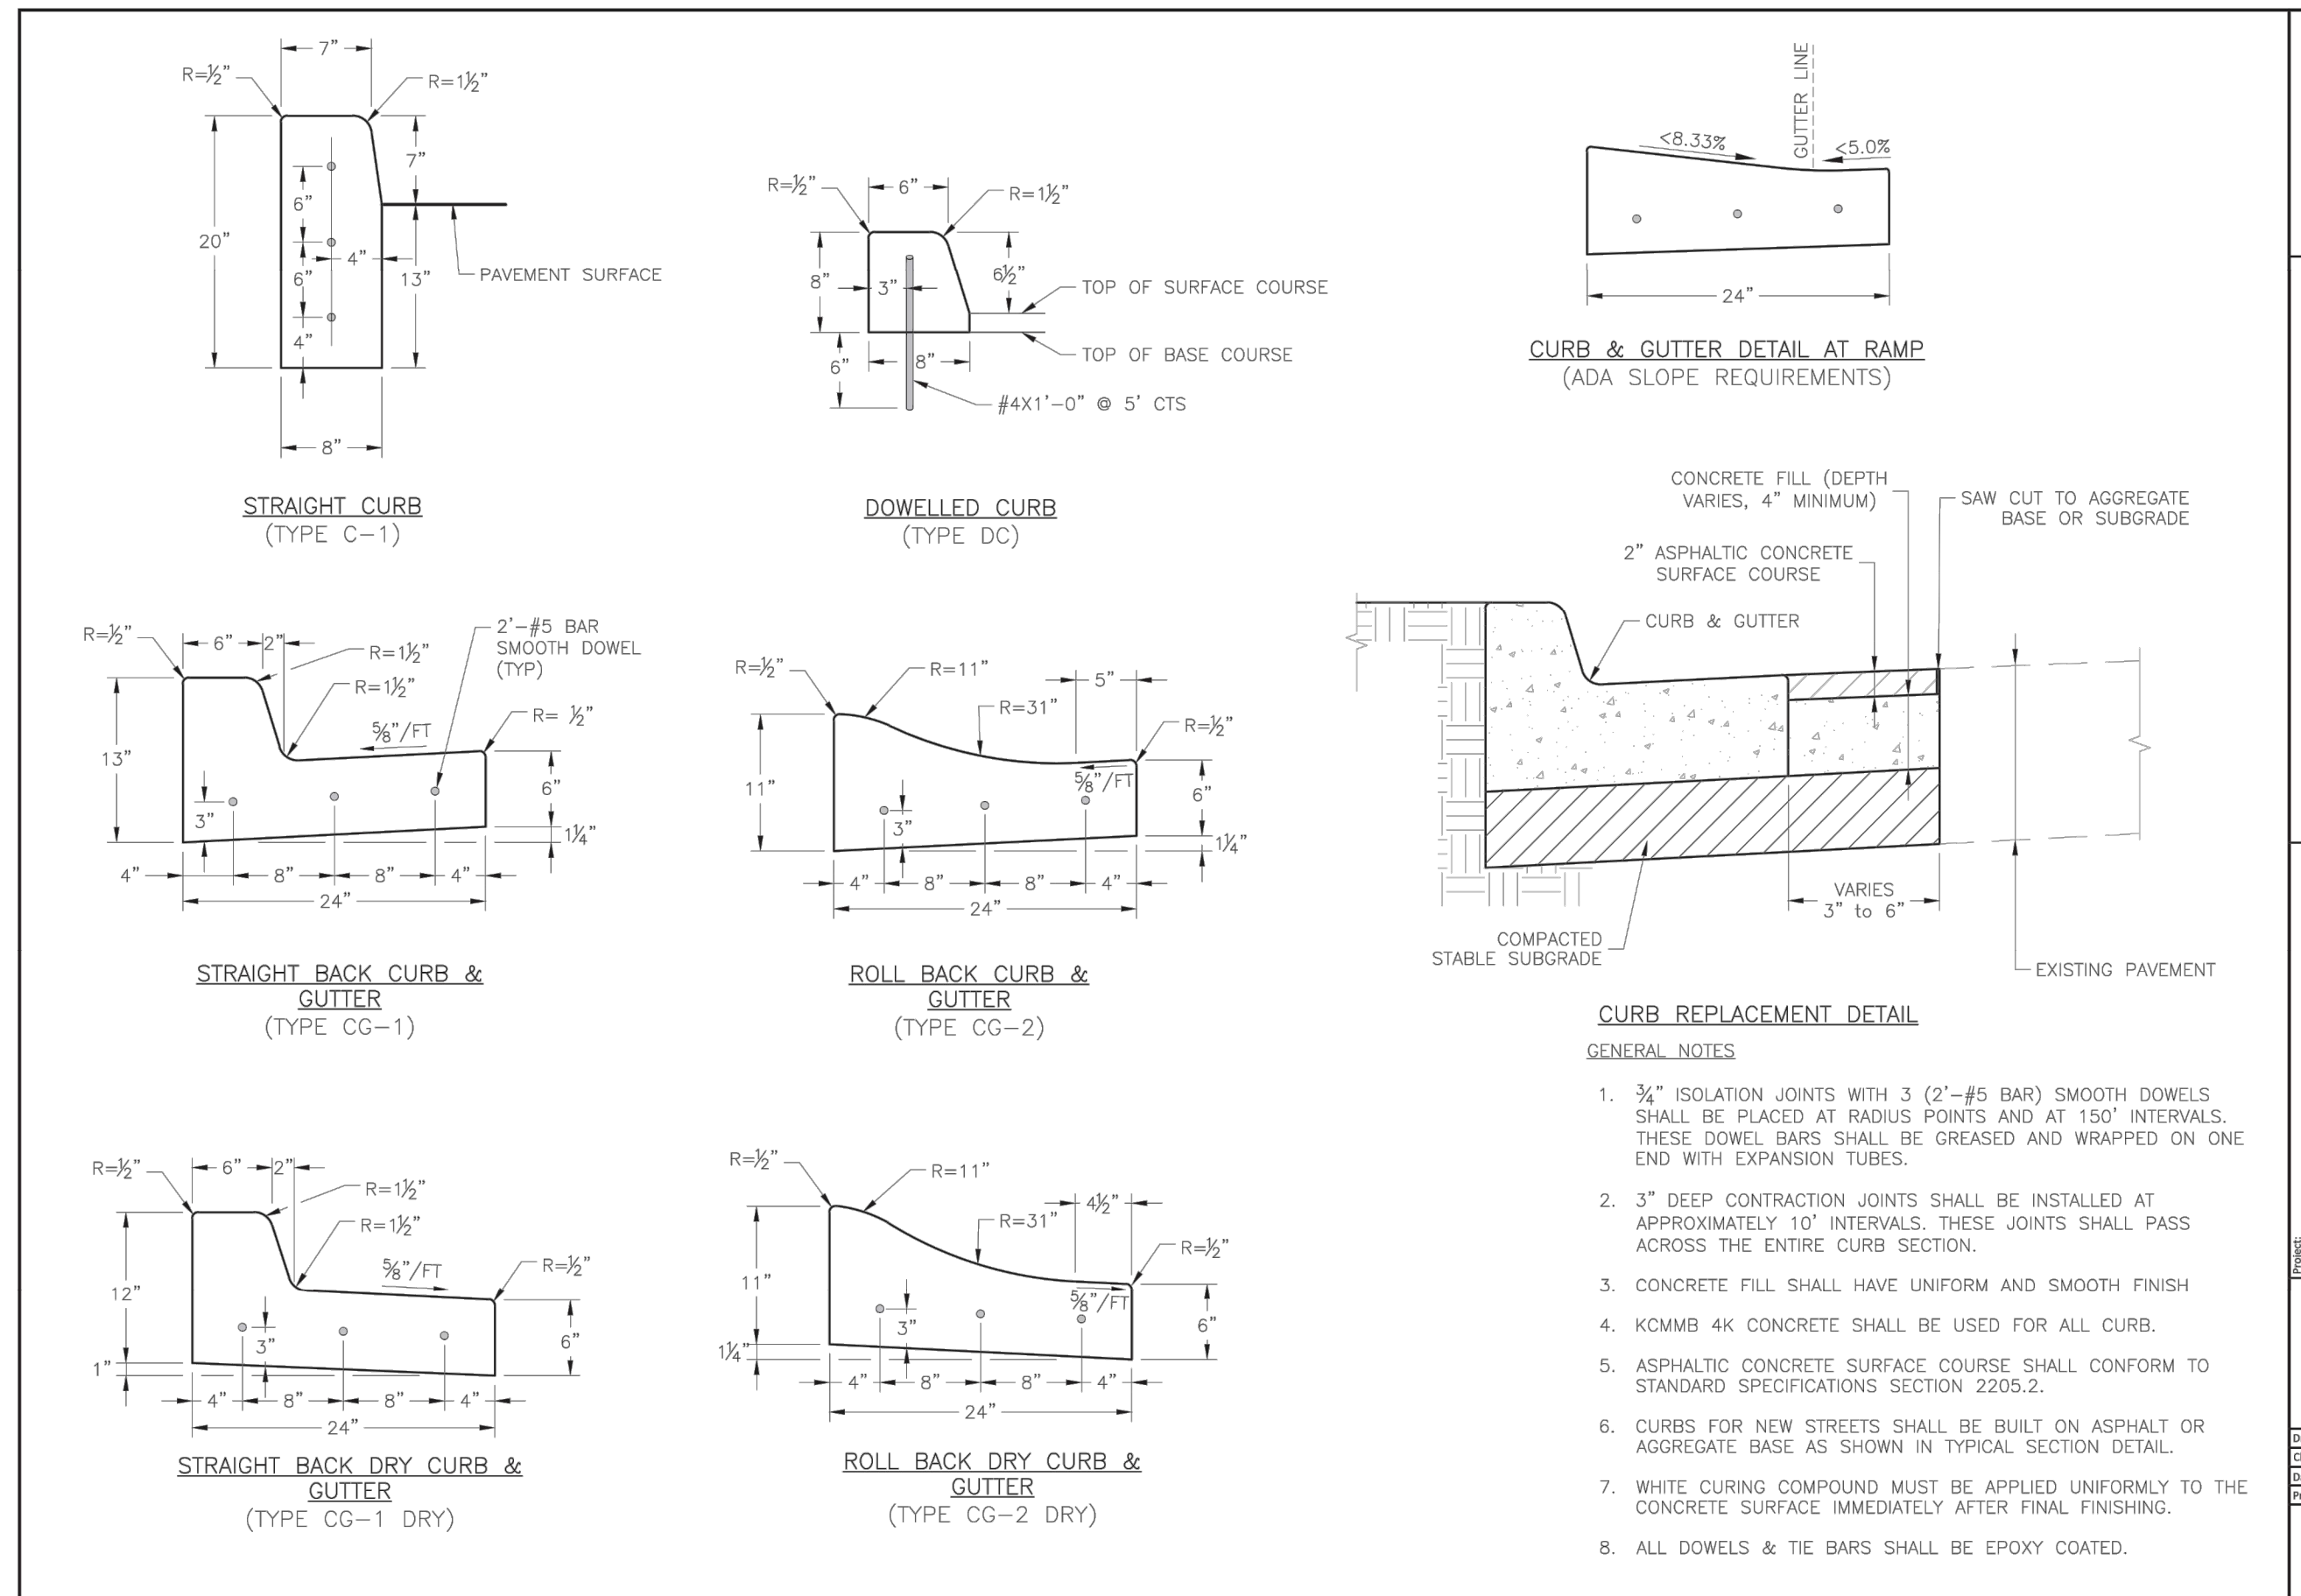 7"
R=½"
R=1½"
20"
7"
6"
6"
4"
4"
13"
PAVEMENT SURFACE
8"
STRAIGHT CURB
(TYPE C-1)
R=½"
6"
R=1½"
8"
3"
6½"
TOP OF SURFACE COURSE
TOP OF BASE COURSE
6"
8"
#4X1'-0" @ 5' CTS
DOWELLED CURB
(TYPE DC)
GUTTER LINE
<8.33%
<5.0%
24"
CURB & GUTTER DETAIL AT RAMP
(ADA SLOPE REQUIREMENTS)
R=½"
6"
2"
R=1½"
R=1½"
2'-#5 BAR
SMOOTH DOWEL
(TYP)
R= ½"
⅝"/FT
13"
3"
6"
1¼"
4"
8"
8"
4"
24"
STRAIGHT BACK CURB &
GUTTER
(TYPE CG-1)
R=½"
R=11"
R=31"
5"
R=½"
⅝"/FT
11"
3"
6"
1¼"
4"
8"
8"
4"
24"
ROLL BACK CURB &
GUTTER
(TYPE CG-2)
CONCRETE FILL (DEPTH
VARIES, 4" MINIMUM)
SAW CUT TO AGGREGATE
BASE OR SUBGRADE
2" ASPHALTIC CONCRETE
SURFACE COURSE
CURB & GUTTER
VARIES
3" to 6"
COMPACTED
STABLE SUBGRADE
EXISTING PAVEMENT
CURB REPLACEMENT DETAIL
R=½"
6"
2"
R=1½"
R=1½"
⅝"/FT
R=½"
12"
3"
6"
1"
4"
8"
8"
4"
24"
STRAIGHT BACK DRY CURB &
GUTTER
(TYPE CG-1 DRY)
R=½"
R=11"
R=31"
4½"
R=½"
⅝"/FT
11"
3"
6"
1¼"
4"
8"
8"
4"
24"
ROLL BACK DRY CURB &
GUTTER
(TYPE CG-2 DRY)
GENERAL NOTES
1. ¾" ISOLATION JOINTS WITH 3 (2'-#5 BAR) SMOOTH DOWELS
SHALL BE PLACED AT RADIUS POINTS AND AT 150' INTERVALS.
THESE DOWEL BARS SHALL BE GREASED AND WRAPPED ON ONE
END WITH EXPANSION TUBES.
2. 3" DEEP CONTRACTION JOINTS SHALL BE INSTALLED AT
APPROXIMATELY 10' INTERVALS. THESE JOINTS SHALL PASS
ACROSS THE ENTIRE CURB SECTION.
3. CONCRETE FILL SHALL HAVE UNIFORM AND SMOOTH FINISH
4. KCMMB 4K CONCRETE SHALL BE USED FOR ALL CURB.
5. ASPHALTIC CONCRETE SURFACE COURSE SHALL CONFORM TO
STANDARD SPECIFICATIONS SECTION 2205.2.
6. CURBS FOR NEW STREETS SHALL BE BUILT ON ASPHALT OR
AGGREGATE BASE AS SHOWN IN TYPICAL SECTION DETAIL.
7. WHITE CURING COMPOUND MUST BE APPLIED UNIFORMLY TO THE
CONCRETE SURFACE IMMEDIATELY AFTER FINAL FINISHING.
8. ALL DOWELS & TIE BARS SHALL BE EPOXY COATED.
Project: